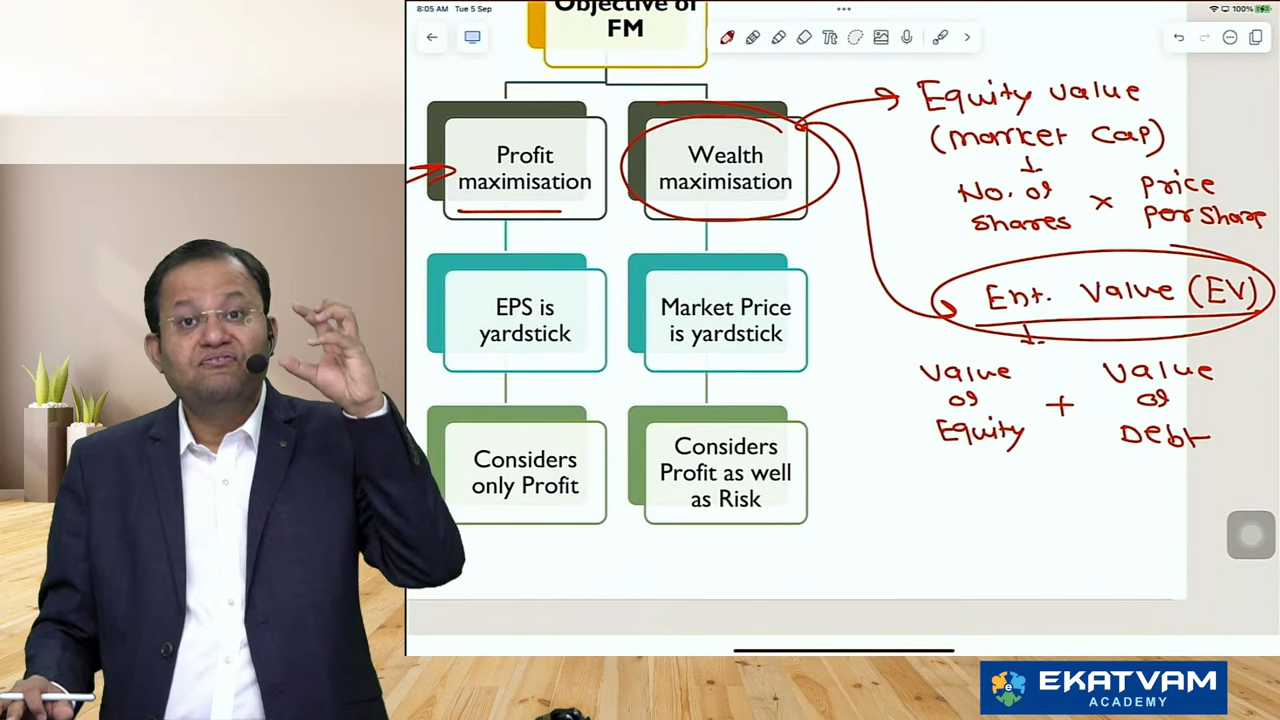 8:05 AM Tue 5 Sep
100%
Objective of
FM
Profit
maximisation
Wealth
maximisation
EPS is
yardstick
Market Price
is yardstick
Considers
only Profit
Considers
Profit as well
as Risk
Equity value
(market cap)
No. of
shares × Price
per share
Ent. Value (EV)
Value
of
Equity
+
Value
of
Debt
EKATVAM
ACADEMY